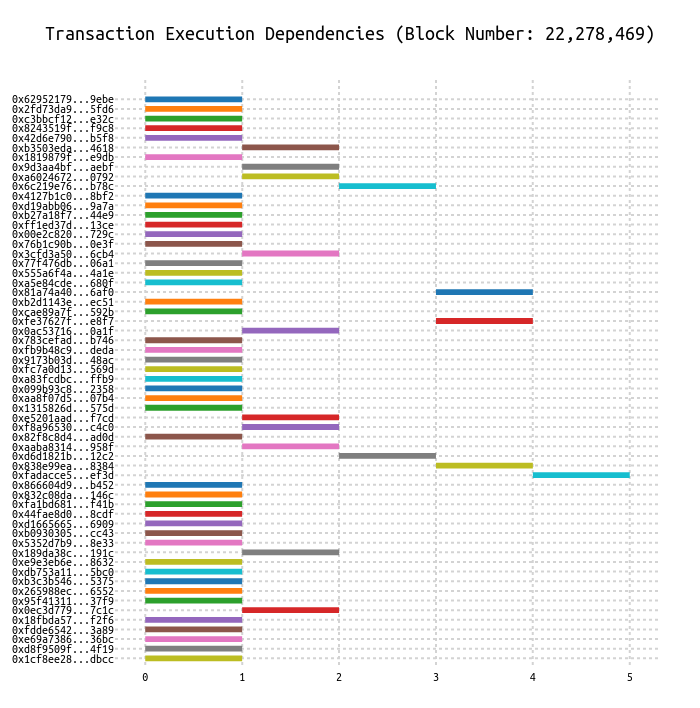 Transaction Execution Dependencies (Block Number: 22,278,469)
0x62952179...9ebe
0x2fd73da9...5fd6
0xc3bbcf12...e32c
0x8243519f...f9c8
0x42d6e790...b5f8
0xb3503eda...4618
0x1819879f...e9db
0x9d3aa4bf...aebf
0xa6024672...0792
0x6c219e76...b78c
0x4127b1c0...8bf2
0xd19abb06...9a7a
0xb27a18f7...44e9
0xff1ed37d...13ce
0x00e2c820...729c
0x76b1c90b...0e3f
0x3cfd3a50...6cb4
0x77f476db...06a1
0x555a6f4a...4a1e
0xa5e84cde...680f
0x81a74a40...6af0
0xb2d1143e...ec51
0xcae89a7f...592b
0xfe37627f...e8f7
0x0ac53716...0a1f
0x783cefad...b746
0xfb9b48c9...deda
0x9173b03d...48ac
0xfc7a0d13...569d
0xa83fcdbc...ffb9
0x099b93c8...2358
0xaa8f07d5...07b4
0x1315826d...575d
0xe5201aad...f7cd
0xf8a96530...c4c0
0x82f8c8d4...ad0d
0xaaba8314...958f
0xd6d1821b...12c2
0x838e99ea...8384
0xfadacce5...ef3d
0x866604d9...b452
0x832c08da...146c
0xfa1bd681...f41b
0x44fae8d0...8cdf
0xd1665665...6909
0xb0930305...cc43
0x5352d7b9...8e33
0x189da38c...191c
0xe9e3eb6e...8632
0xdb753a11...5bc0
0xb3c3b546...5375
0x265988ec...6552
0x95f41311...37f9
0x0ec3d779...7c1c
0x18fbda57...f2f6
0xfdde6542...3a89
0xe69a7386...36bc
0xd8f9509f...4f19
0x1cf8ee28...dbcc
0 1 2 3 4 5